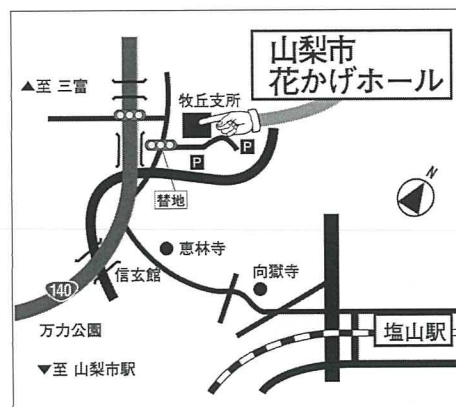 山梨市
花かげホール
▲至 三富
牧丘支所
P
P
替地
N
恵林寺
向獄寺
信玄館
140
万力公園
塩山駅
▼至 山梨市駅